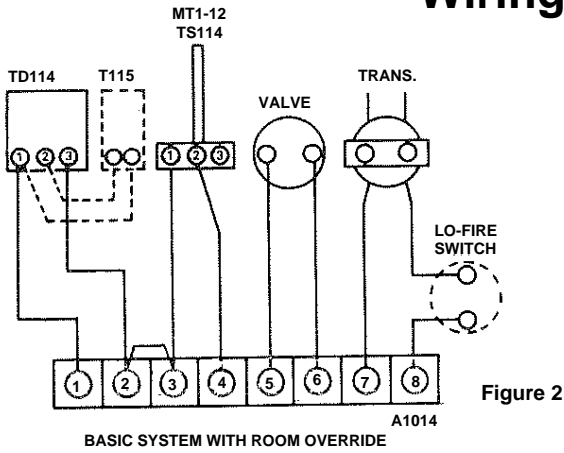 Wiring
MT1-12
TS114
TD114
T115
VALVE
TRANS.
1 2 3
1 2 3
LO-FIRE
SWITCH
1 2 3 4 5 6 7 8
Figure 2
A1014
BASIC SYSTEM WITH ROOM OVERRIDE